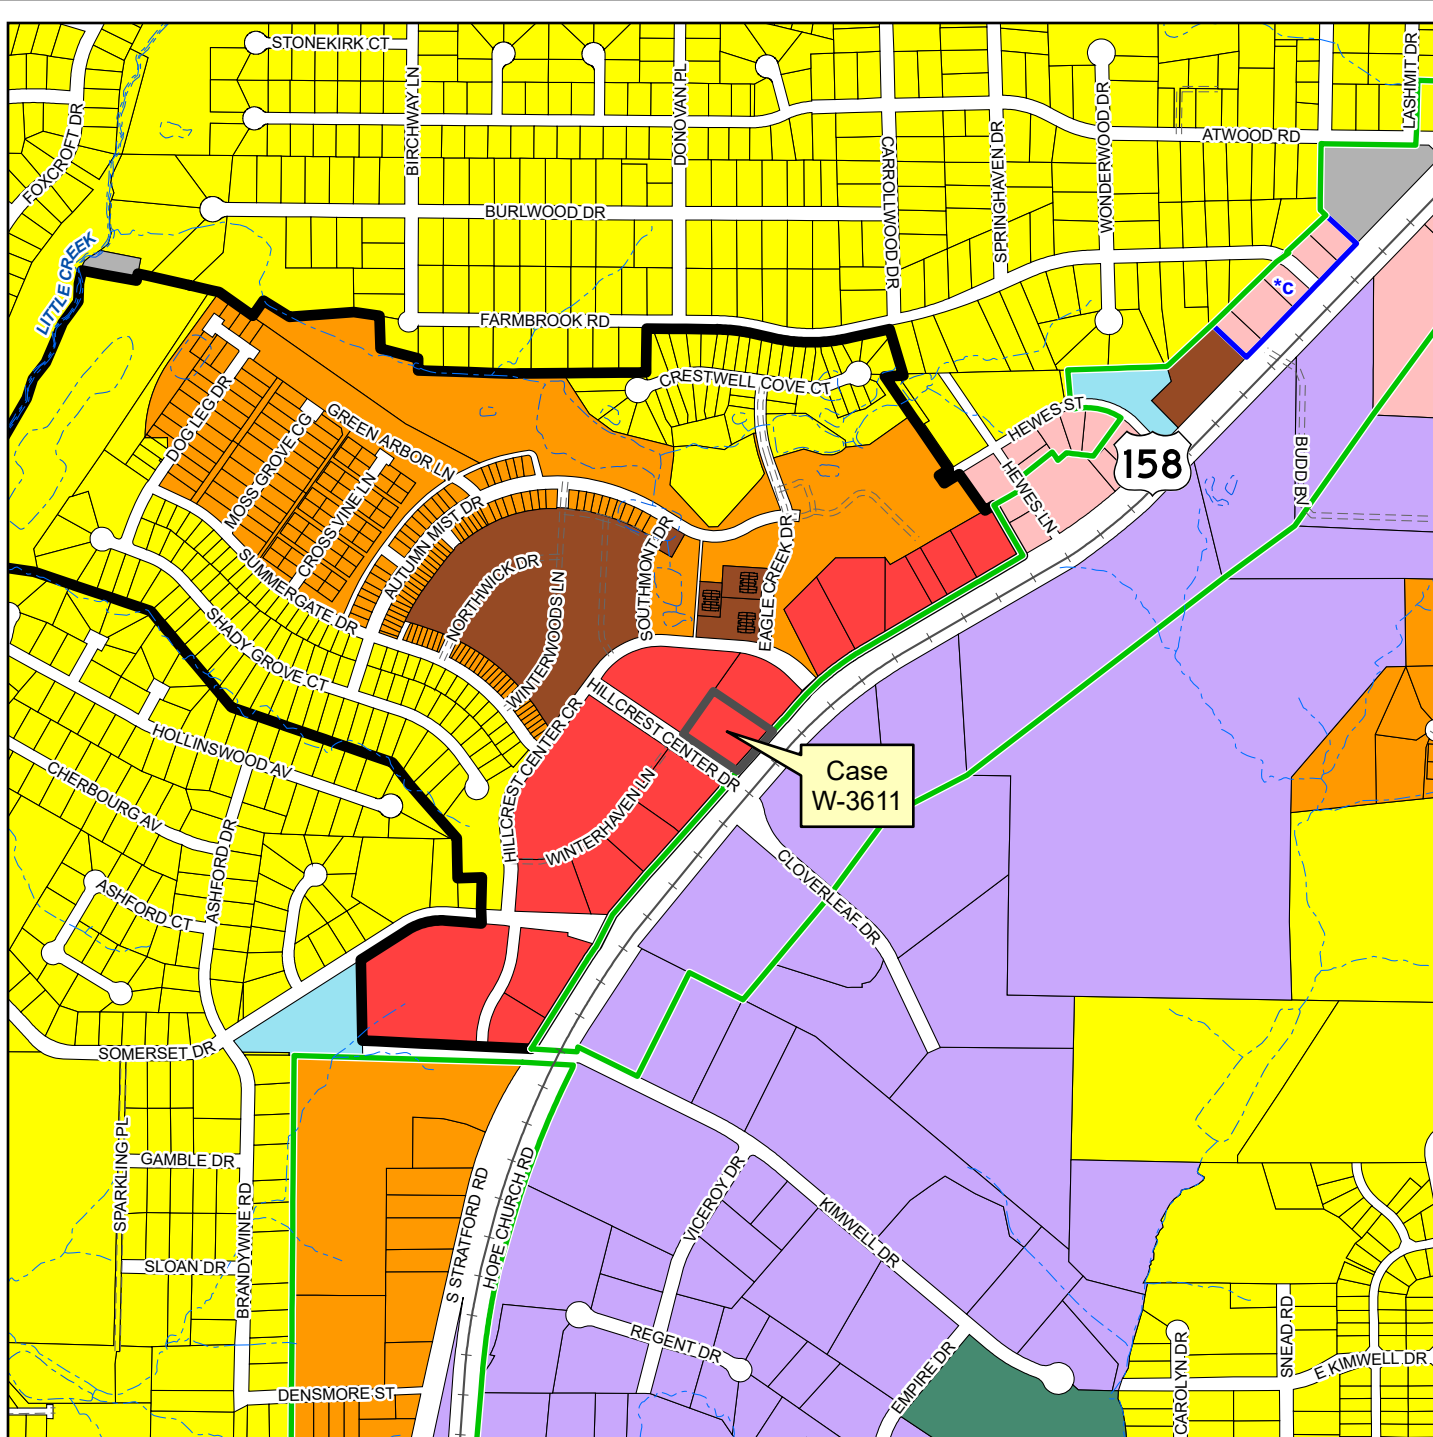 STONEKIRK CT
BIRCHWAY LN
DONOVAN PL
CARROLLWOOD DR
SPRINGHAVEN DR
WONDERWOOD DR
ATWOOD RD
LASHMIT DR
FOXCROFT DR
BURLWOOD DR
LITTLE CREEK
FARMBROOK RD
*c
CRESTWELL COVE CT
HEWES ST
HEWES LN
158
BUDD BV
DOG LEG DR
GREEN ARBOR LN
MOSS GROVE CG
CROSS VINE LN
AUTUMN MIST DR
SUMMERGATE DR
NORTHWICK DR
WINTERWOODS LN
SOUTHMONT DR
EAGLE CREEK DR
SHADY GROVE CT
HILLCREST CENTER CR
HILLCREST CENTER DR
WINTERHAVEN LN
Case
W-3611
HOLLINSWOOD AV
CHERBOURG AV
ASHFORD DR
ASHFORD CT
CLOVERLEAF DR
SOMERSET DR
SPARKLING PL
GAMBLE DR
SLOAN DR
BRANDYWINE RD
DENSMORE ST
S STRATFORD RD
HOPE CHURCH RD
VICEROY DR
KIMWELL DR
REGENT DR
EMPIRE DR
CAROLYN DR
SNEAD RD
E KIMWELL DR